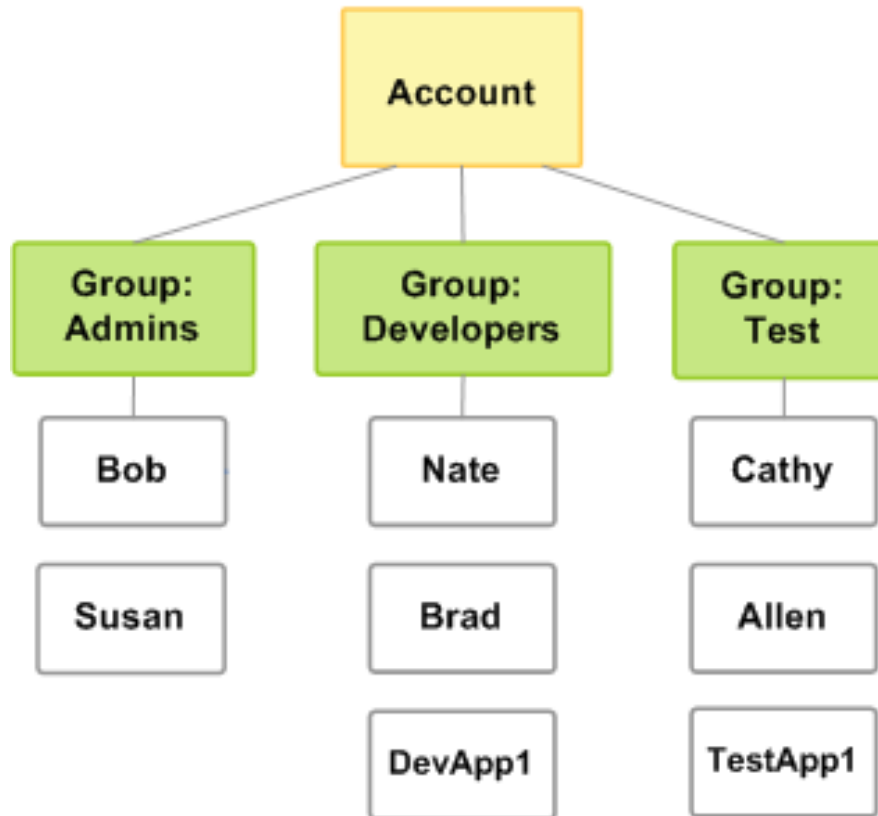 Account
Group:
Admins
Group:
Developers
Group:
Test
Bob
Nate
Cathy
Susan
Brad
Allen
DevApp1
TestApp1